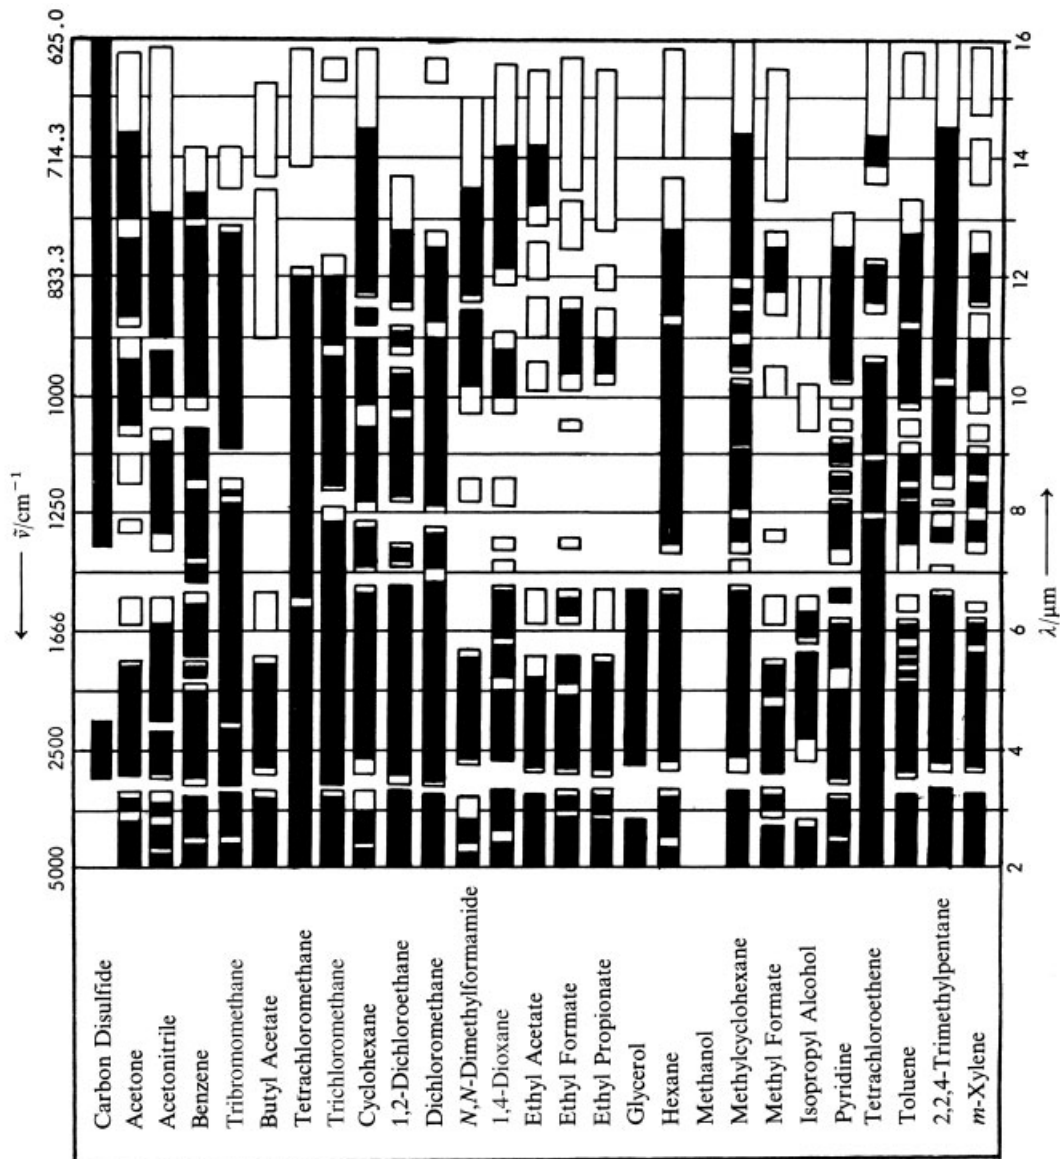 ← ν̃/cm⁻¹
5000
2500
1666
1250
1000
833.3
714.3
625.0
Carbon Disulfide
Acetone
Acetonitrile
Benzene
Tribromomethane
Butyl Acetate
Tetrachloromethane
Trichloromethane
Cyclohexane
1,2-Dichloroethane
Dichloromethane
N,N-Dimethylformamide
1,4-Dioxane
Ethyl Acetate
Ethyl Formate
Ethyl Propionate
Glycerol
Hexane
Methanol
Methylcyclohexane
Methyl Formate
Isopropyl Alcohol
Pyridine
Tetrachloroethene
Toluene
2,2,4-Trimethylpentane
m-Xylene
2
4
6
8
10
12
14
16
λ/μm →